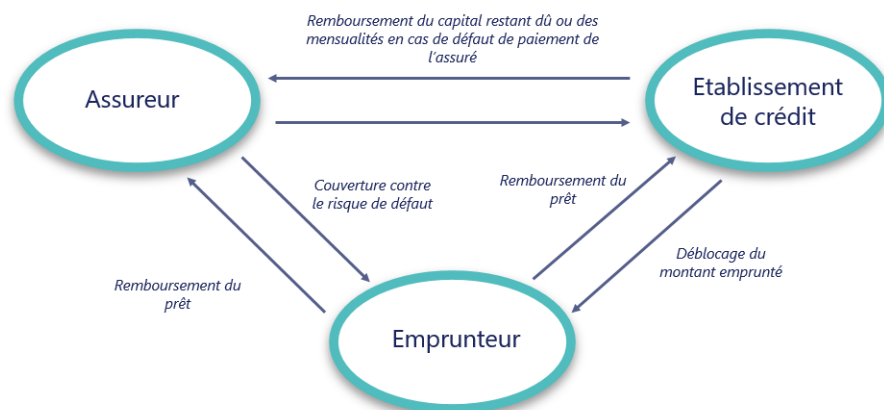 Remboursement du capital restant dû ou des
mensualités en cas de défaut de paiement de
l'assuré
Assureur
Etablissement
de crédit
Couverture contre
le risque de défaut
Remboursement du
prêt
Remboursement du
prêt
Déblocage du
montant emprunté
Emprunteur